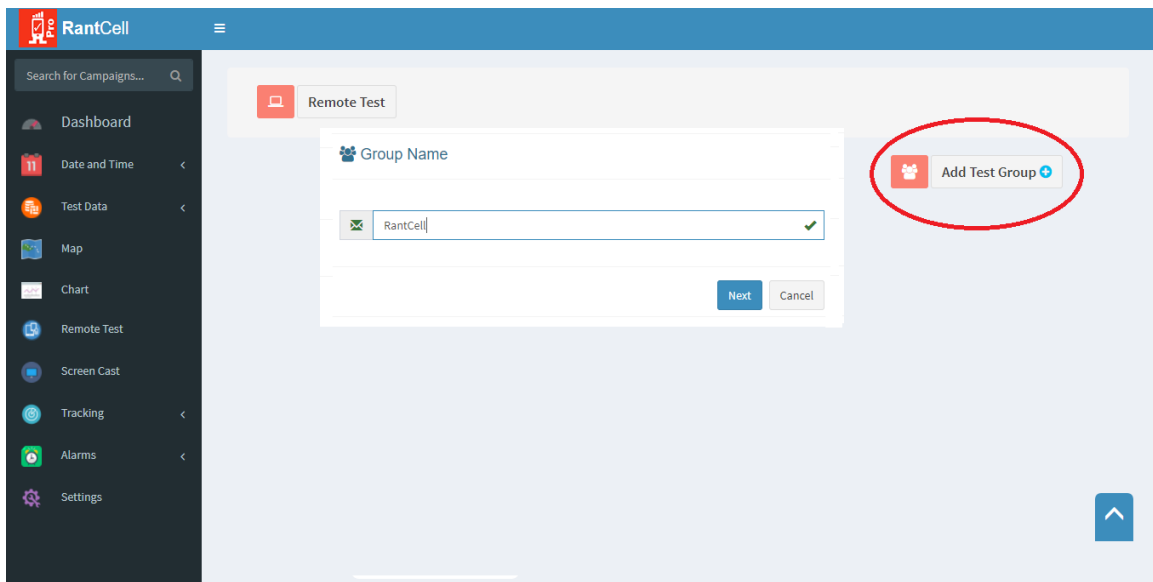 Pro
RantCell
Search for Campaigns...
Dashboard
11
Date and Time
Test Data
Map
Chart
Remote Test
Screen Cast
Tracking
Alarms
Settings
Remote Test
Group Name
RantCell
Next
Cancel
Add Test Group